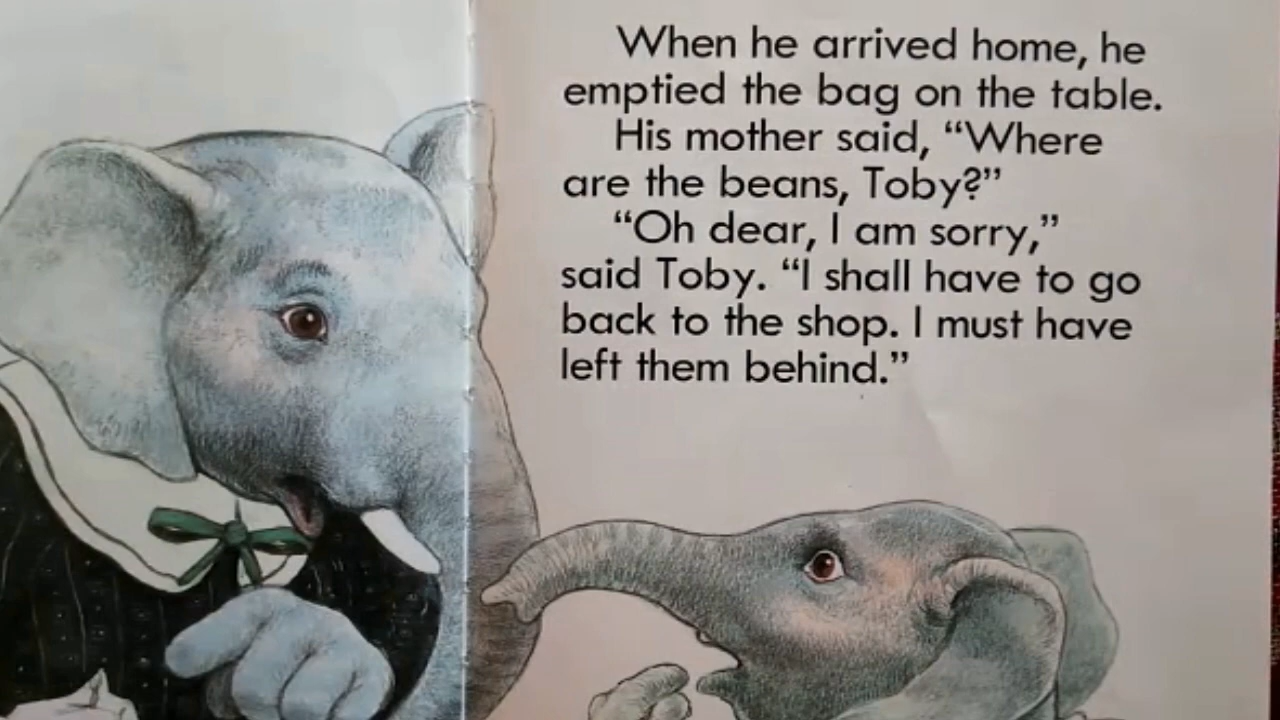 When he arrived home, he
emptied the bag on the table.
His mother said, “Where
are the beans, Toby?”
“Oh dear, I am sorry,”
said Toby. “I shall have to go
back to the shop. I must have
left them behind.”